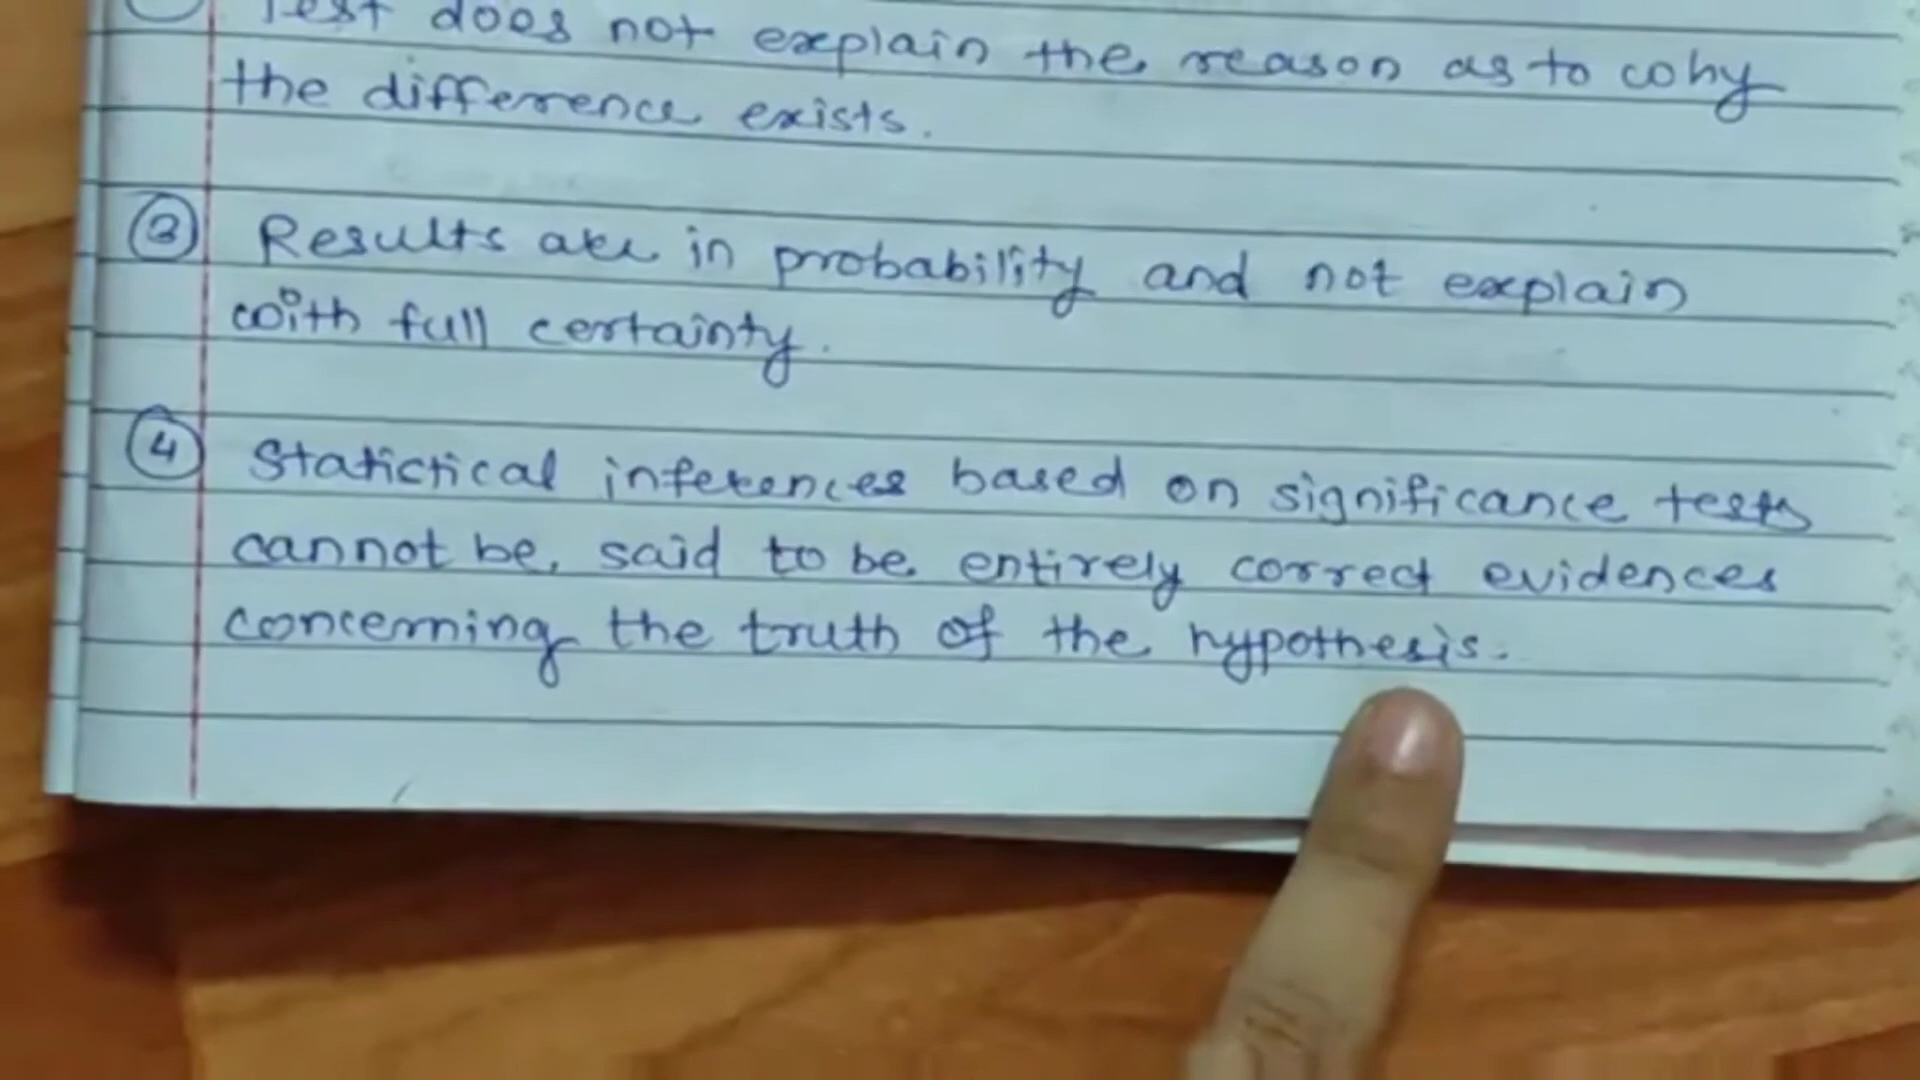 Test does not explain the reason as to why
the difference exists.
③ Results are in probability and not explain
with full certainty.
④ Statictical inferences based on significance tests
cannot be, said to be entirely correct evidences
concerning the truth of the hypothesis.